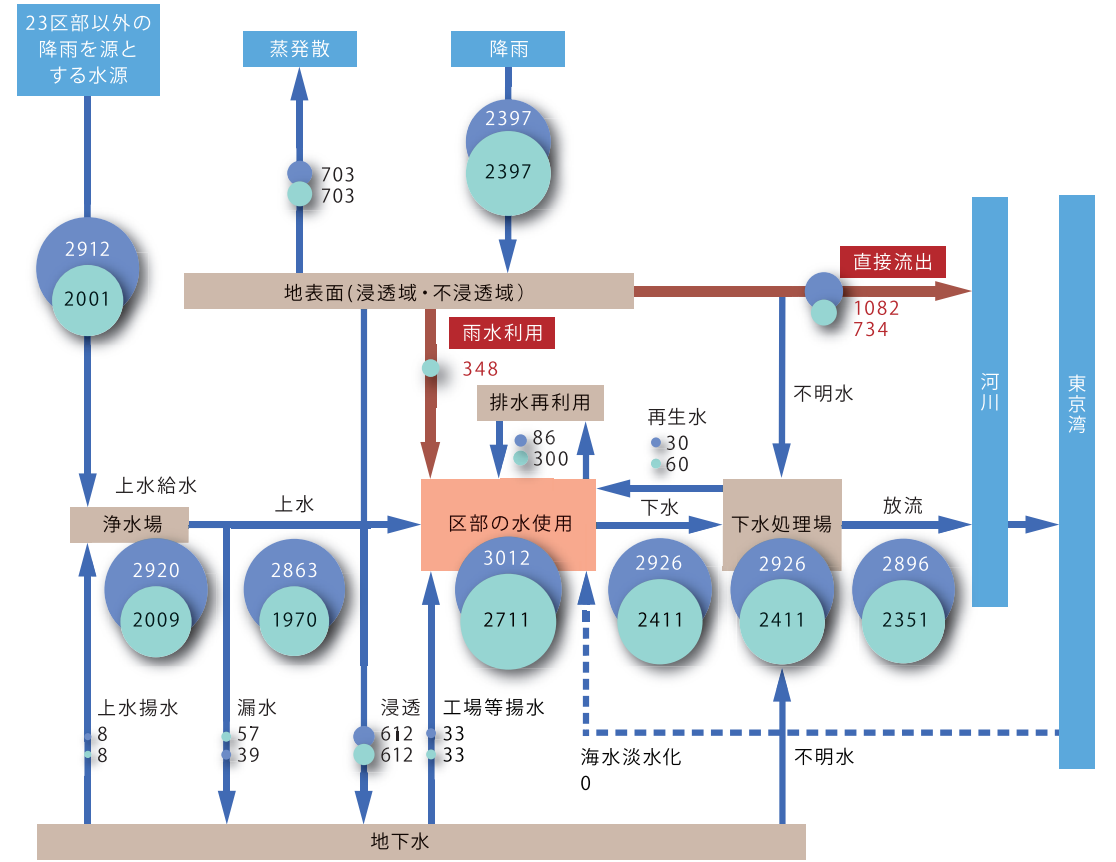 23区部以外の
降雨を源と
する水源
蒸発散
降雨
2397
2397
703
703
2912
2001
直接流出
1082
734
地表面(浸透域・不浸透域)
雨水利用
348
河川
東京湾
不明水
排水再利用
86
300
再生水
30
60
上水給水
浄水場
上水
区部の水使用
下水
下水処理場
放流
2920
2009
2863
1970
3012
2711
2926
2411
2926
2411
2896
2351
上水揚水
8
8
漏水
57
39
浸透
612
612
工場等揚水
33
33
海水淡水化
0
不明水
地下水